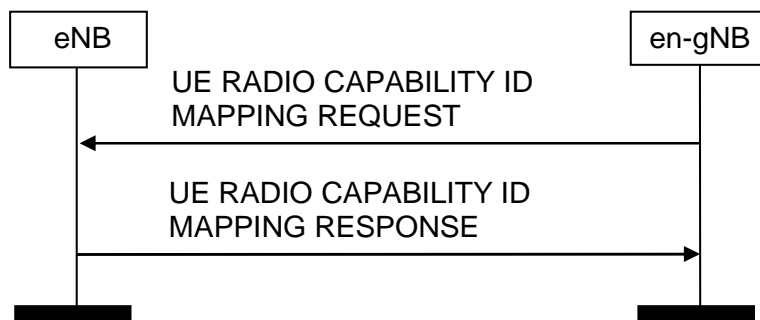 eNB
en-gNB
UE RADIO CAPABILITY ID
MAPPING REQUEST
UE RADIO CAPABILITY ID
MAPPING RESPONSE